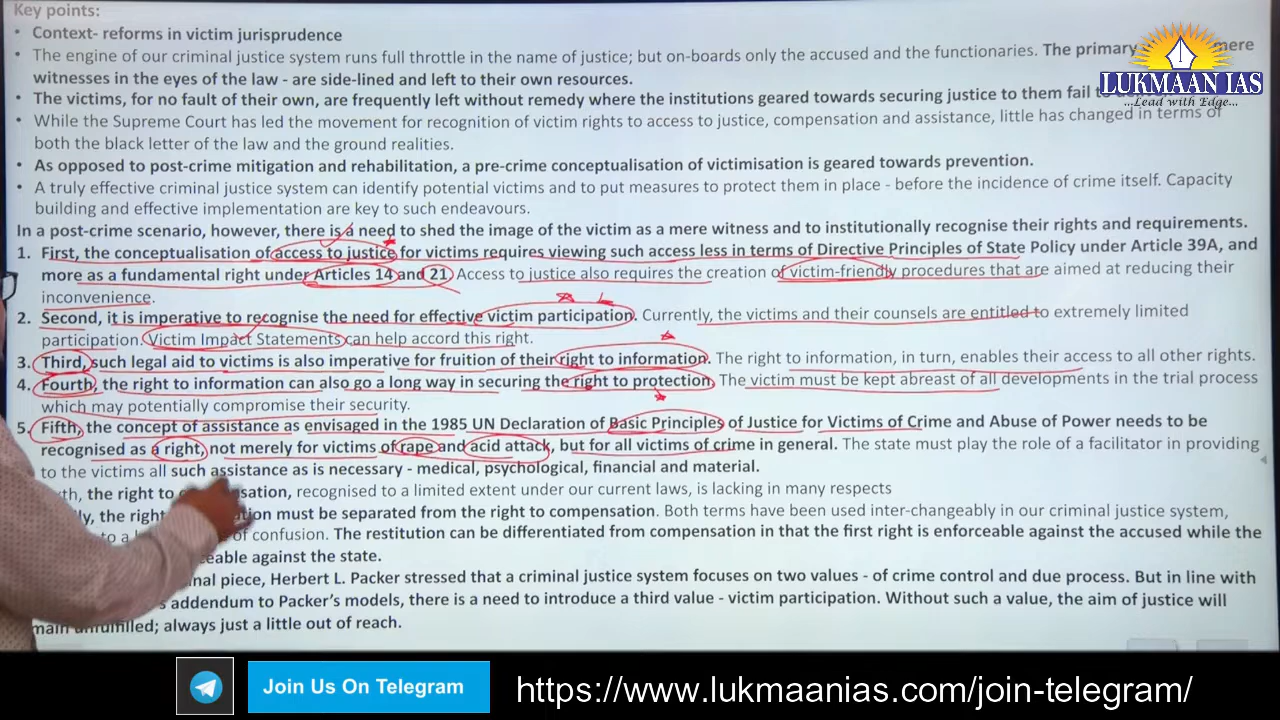 Key points:
• Context- reforms in victim jurisprudence
• The engine of our criminal justice system runs full throttle in the name of justice; but on-boards only the accused and the functionaries. The primary mere
witnesses in the eyes of the law - are side-lined and left to their own resources.
• The victims, for no fault of their own, are frequently left without remedy where the institutions geared towards securing justice to them fail
• While the Supreme Court has led the movement for recognition of victim rights to access to justice, compensation and assistance, little has changed in terms of
both the black letter of the law and the ground realities.
• As opposed to post-crime mitigation and rehabilitation, a pre-crime conceptualisation of victimisation is geared towards prevention.
• A truly effective criminal justice system can identify potential victims and to put measures to protect them in place - before the incidence of crime itself. Capacity
building and effective implementation are key to such endeavours.
In a post-crime scenario, however, there is a need to shed the image of the victim as a mere witness and to institutionally recognise their rights and requirements.
1. First, the conceptualisation of access to justice for victims requires viewing such access less in terms of Directive Principles of State Policy under Article 39A, and
more as a fundamental right under Articles 14 and 21. Access to justice also requires the creation of victim-friendly procedures that are aimed at reducing their
inconvenience.
2. Second, it is imperative to recognise the need for effective victim participation. Currently, the victims and their counsels are entitled to extremely limited
participation. Victim Impact Statements can help accord this right.
3. Third, such legal aid to victims is also imperative for fruition of their right to information. The right to information, in turn, enables their access to all other rights.
4. Fourth, the right to information can also go a long way in securing the right to protection. The victim must be kept abreast of all developments in the trial process
which may potentially compromise their security.
5. Fifth, the concept of assistance as envisaged in the 1985 UN Declaration of Basic Principles of Justice for Victims of Crime and Abuse of Power needs to be
recognised as a right, not merely for victims of rape and acid attack, but for all victims of crime in general. The state must play the role of a facilitator in providing
to the victims all such assistance as is necessary - medical, psychological, financial and material.
the right to recognised to a limited extent under our current laws, is lacking in many respects
the right must be separated from the right to compensation. Both terms have been used inter-changeably in our criminal justice system,
to a of confusion. The restitution can be differentiated from compensation in that the first right is enforceable against the accused while the
against the state.
piece, Herbert L. Packer stressed that a criminal justice system focuses on two values - of crime control and due process. But in line with
addendum to Packer's models, there is a need to introduce a third value - victim participation. Without such a value, the aim of justice will
unfulfilled; always just a little out of reach.
LUKMAAN IAS
...Lead with Edge...
Join Us On Telegram
https://www.lukmaanias.com/join-telegram/